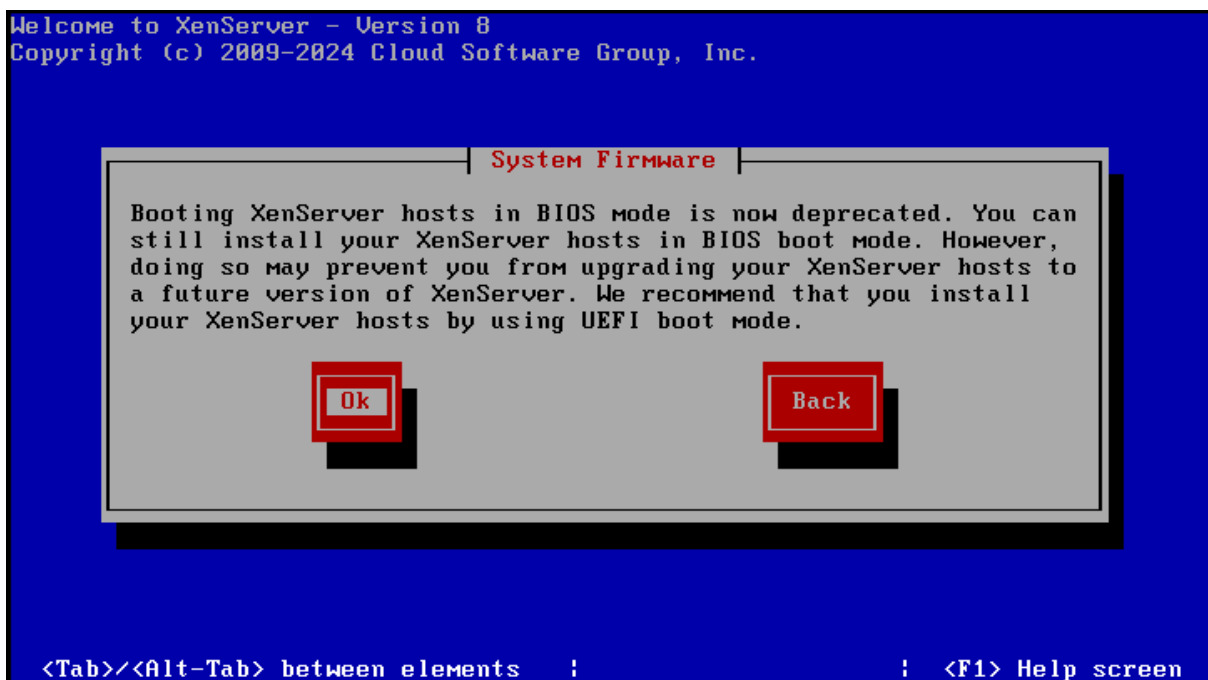 Welcome to XenServer - Version 8
Copyright (c) 2009-2024 Cloud Software Group, Inc.
System Firmware
Booting XenServer hosts in BIOS mode is now deprecated. You can
still install your XenServer hosts in BIOS boot mode. However,
doing so may prevent you from upgrading your XenServer hosts to
a future version of XenServer. We recommend that you install
your XenServer hosts by using UEFI boot mode.
Ok Back
<Tab>/<Alt-Tab> between elements ¦ ¦ <F1> Help screen